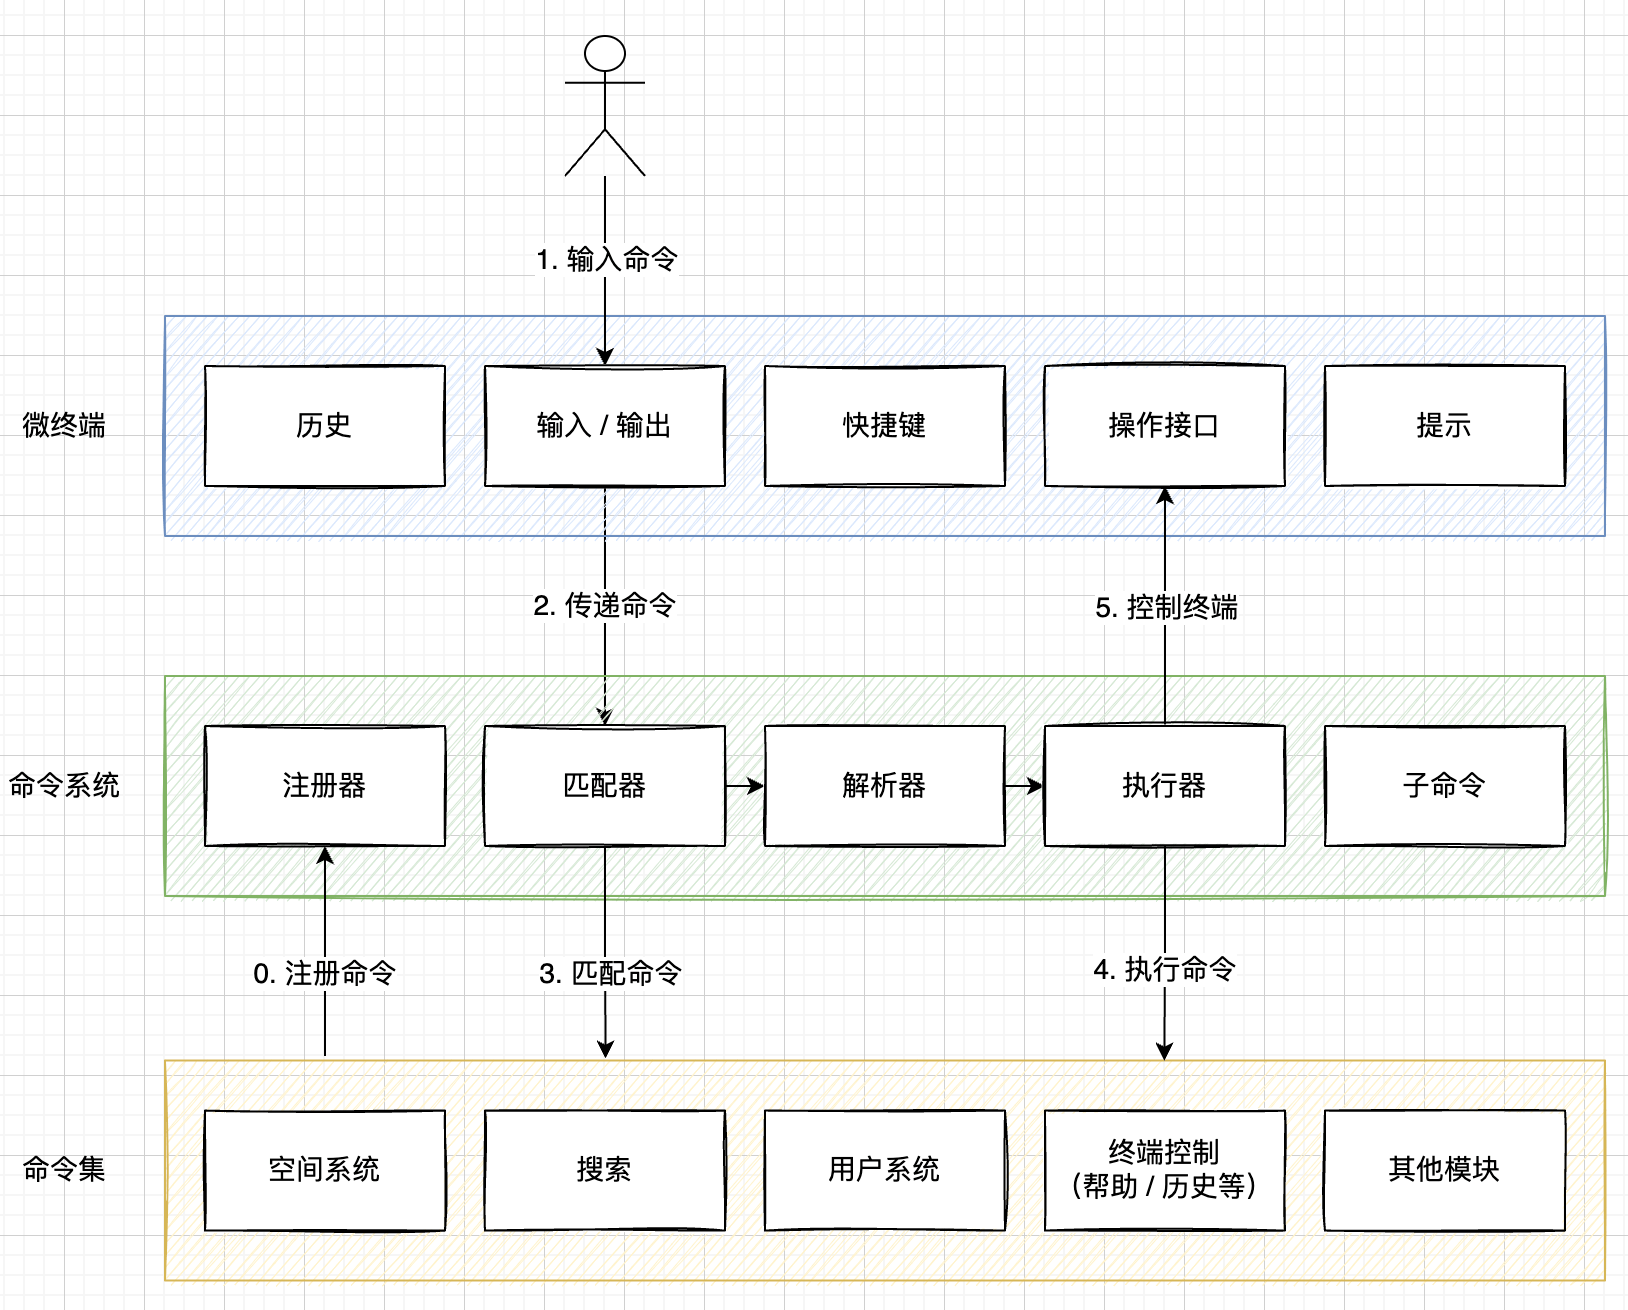 1. 输入命令
微终端
历史
输入 / 输出
快捷键
操作接口
提示
2. 传递命令
5. 控制终端
命令系统
注册器
匹配器
解析器
执行器
子命令
0. 注册命令
3. 匹配命令
4. 执行命令
命令集
空间系统
搜索
用户系统
终端控制
（帮助 / 历史等）
其他模块